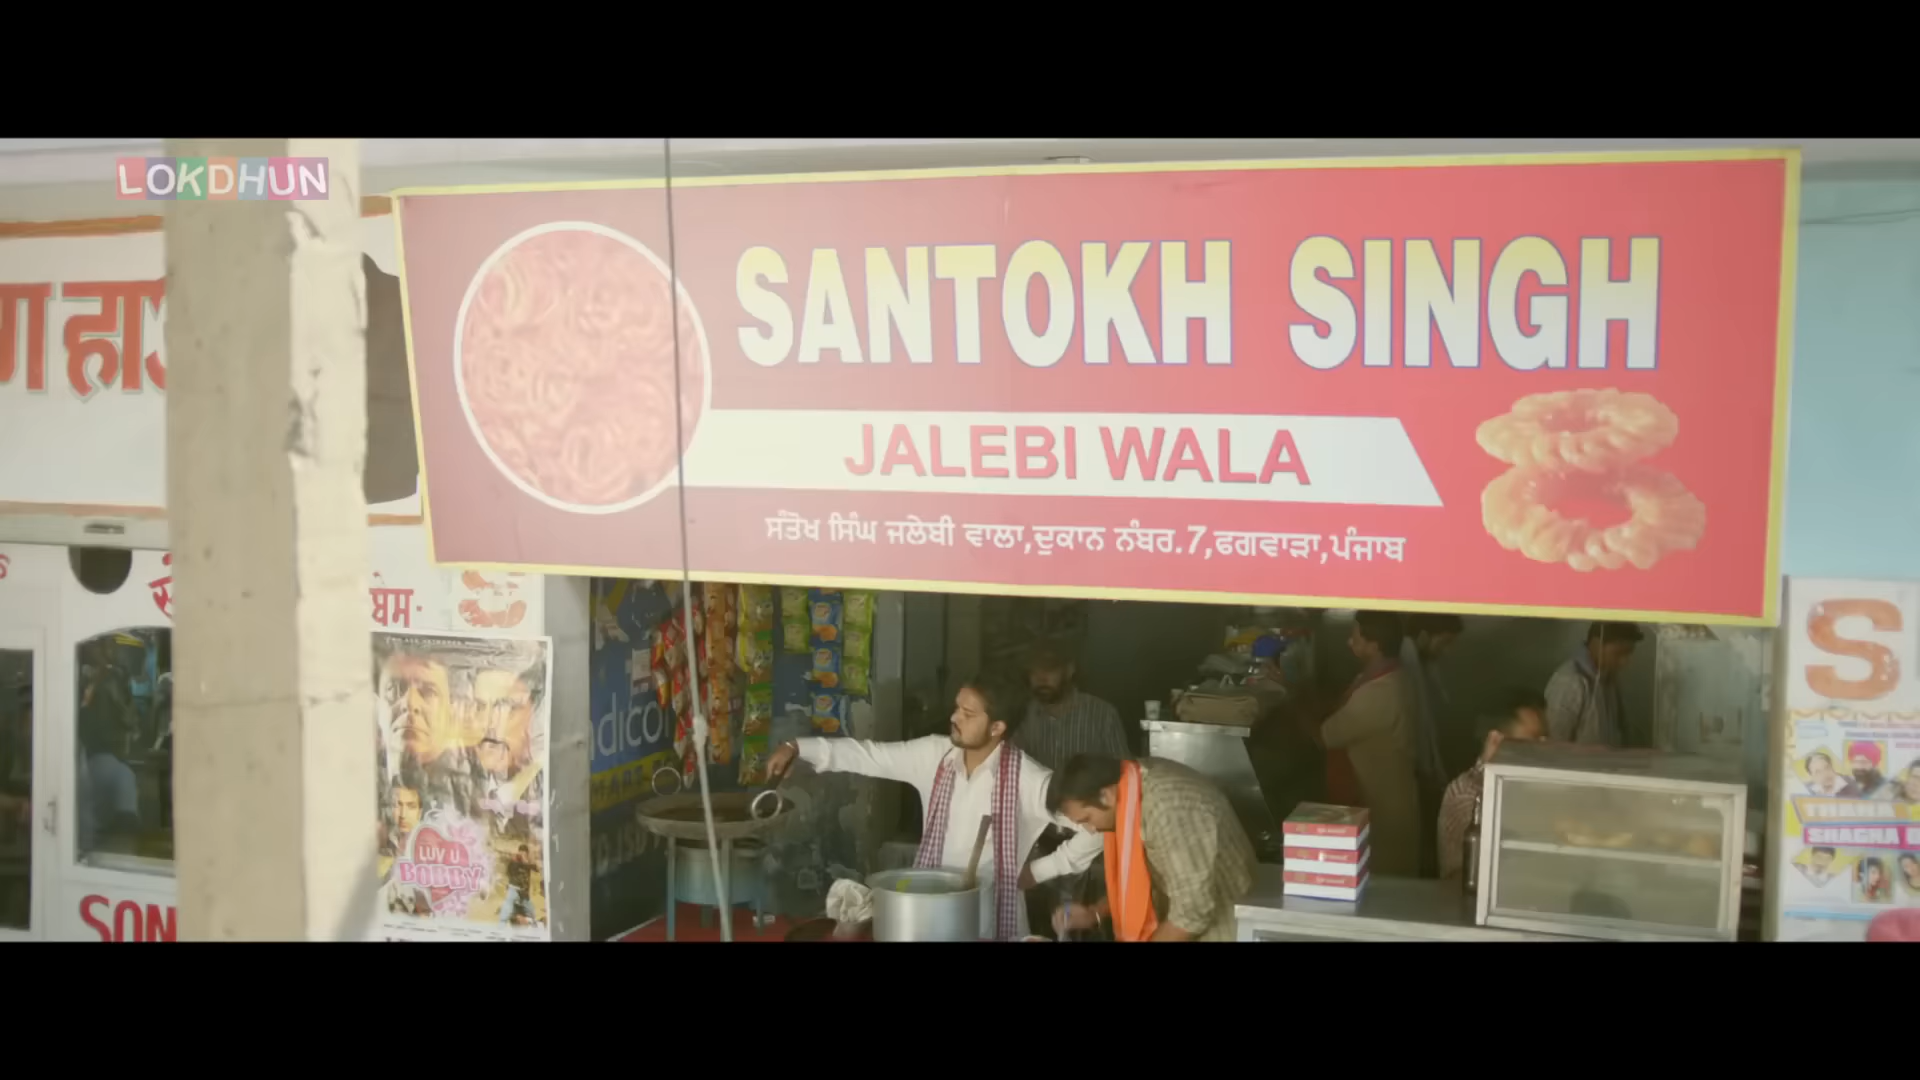 LOKDHUN
SANTOKH SINGH
JALEBI WALA
ਸੰਤੋਖ ਸਿੰਘ ਜਲੇਬੀ ਵਾਲਾ,ਦੁਕਾਨ ਨੰਬਰ.7,ਫਗਵਾੜਾ,ਪੰਜਾਬ
LUV U
BOBBY
SON
S